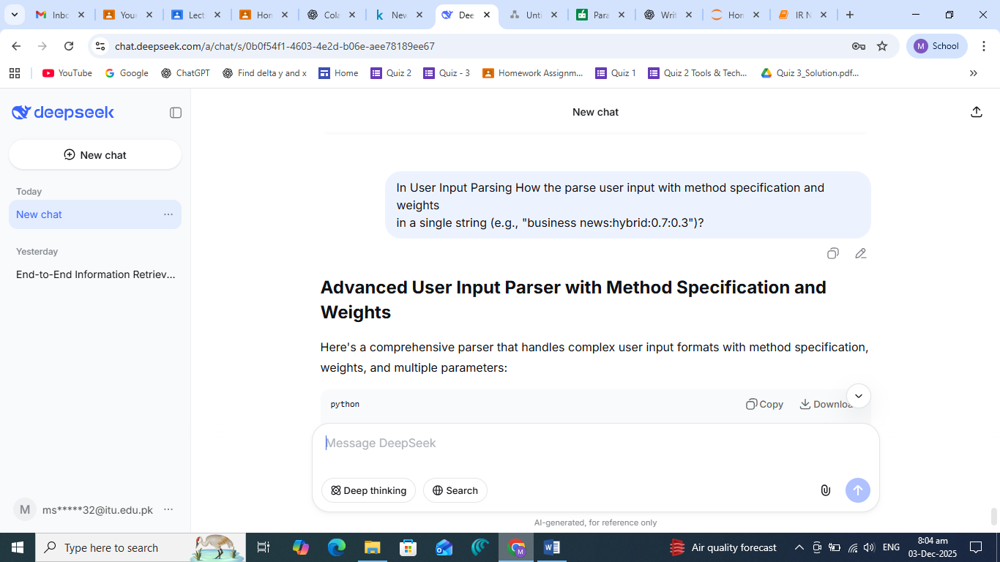 Inbc
You
Lect
Hon
Cola
New
Dee
Unti
Para
Writ
Hon
IR N
chat.deepseek.com/a/chat/s/0b0f54f1-4603-4e2d-b06e-aee78189ee67
M School
YouTube
Google
ChatGPT
Find delta y and x
Home
Quiz 2
Quiz - 3
Homework Assignm...
Quiz 1
Quiz 2 Tools & Tech...
Quiz 3_Solution.pdf...
deepseek
New chat
New chat
Today
New chat
Yesterday
End-to-End Information Retriev...
M ms*****32@itu.edu.pk
In User Input Parsing How the parse user input with method specification and
weights
in a single string (e.g., "business news:hybrid:0.7:0.3")?
Advanced User Input Parser with Method Specification and
Weights
Here's a comprehensive parser that handles complex user input formats with method specification,
weights, and multiple parameters:
python
Copy
Downloa
Message DeepSeek
Deep thinking
Search
AI-generated, for reference only
Type here to search
Air quality forecast
ENG
8:04 am
03-Dec-2025